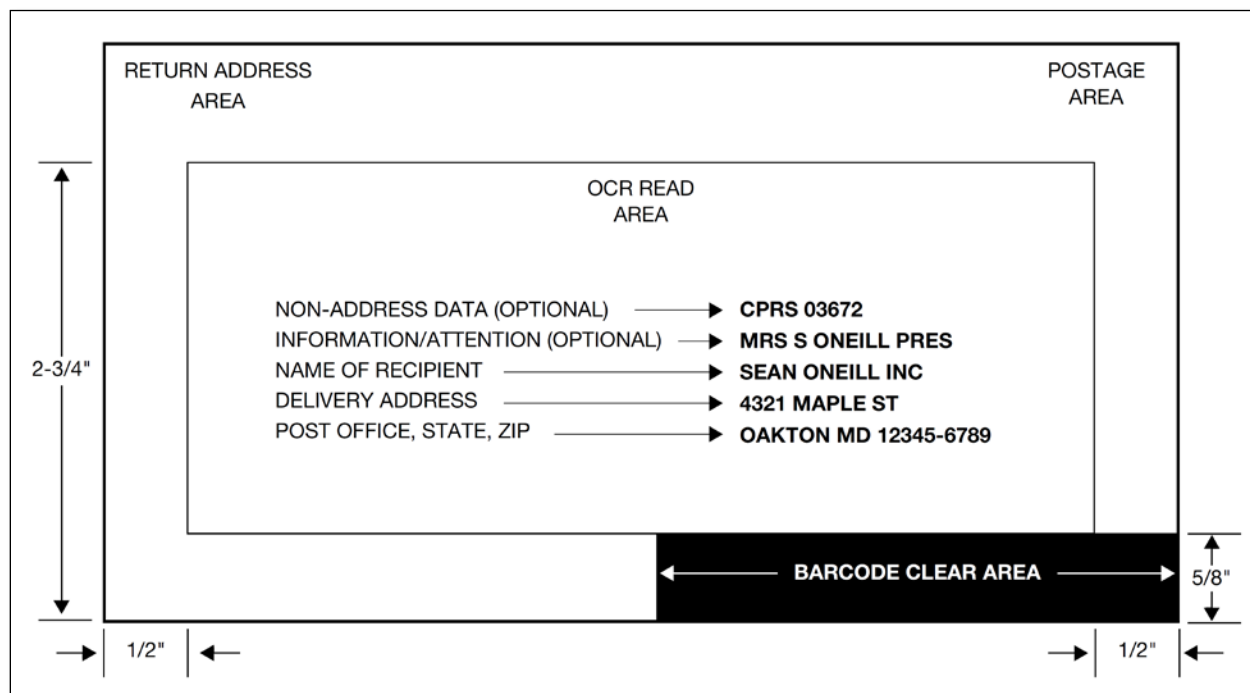 RETURN ADDRESS
AREA
POSTAGE
AREA
OCR READ
AREA
NON-ADDRESS DATA (OPTIONAL) CPRS 03672
INFORMATION/ATTENTION (OPTIONAL) MRS S ONEILL PRES
NAME OF RECIPIENT SEAN ONEILL INC
DELIVERY ADDRESS 4321 MAPLE ST
POST OFFICE, STATE, ZIP OAKTON MD 12345-6789
2-3/4"
BARCODE CLEAR AREA
5/8"
1/2"
1/2"